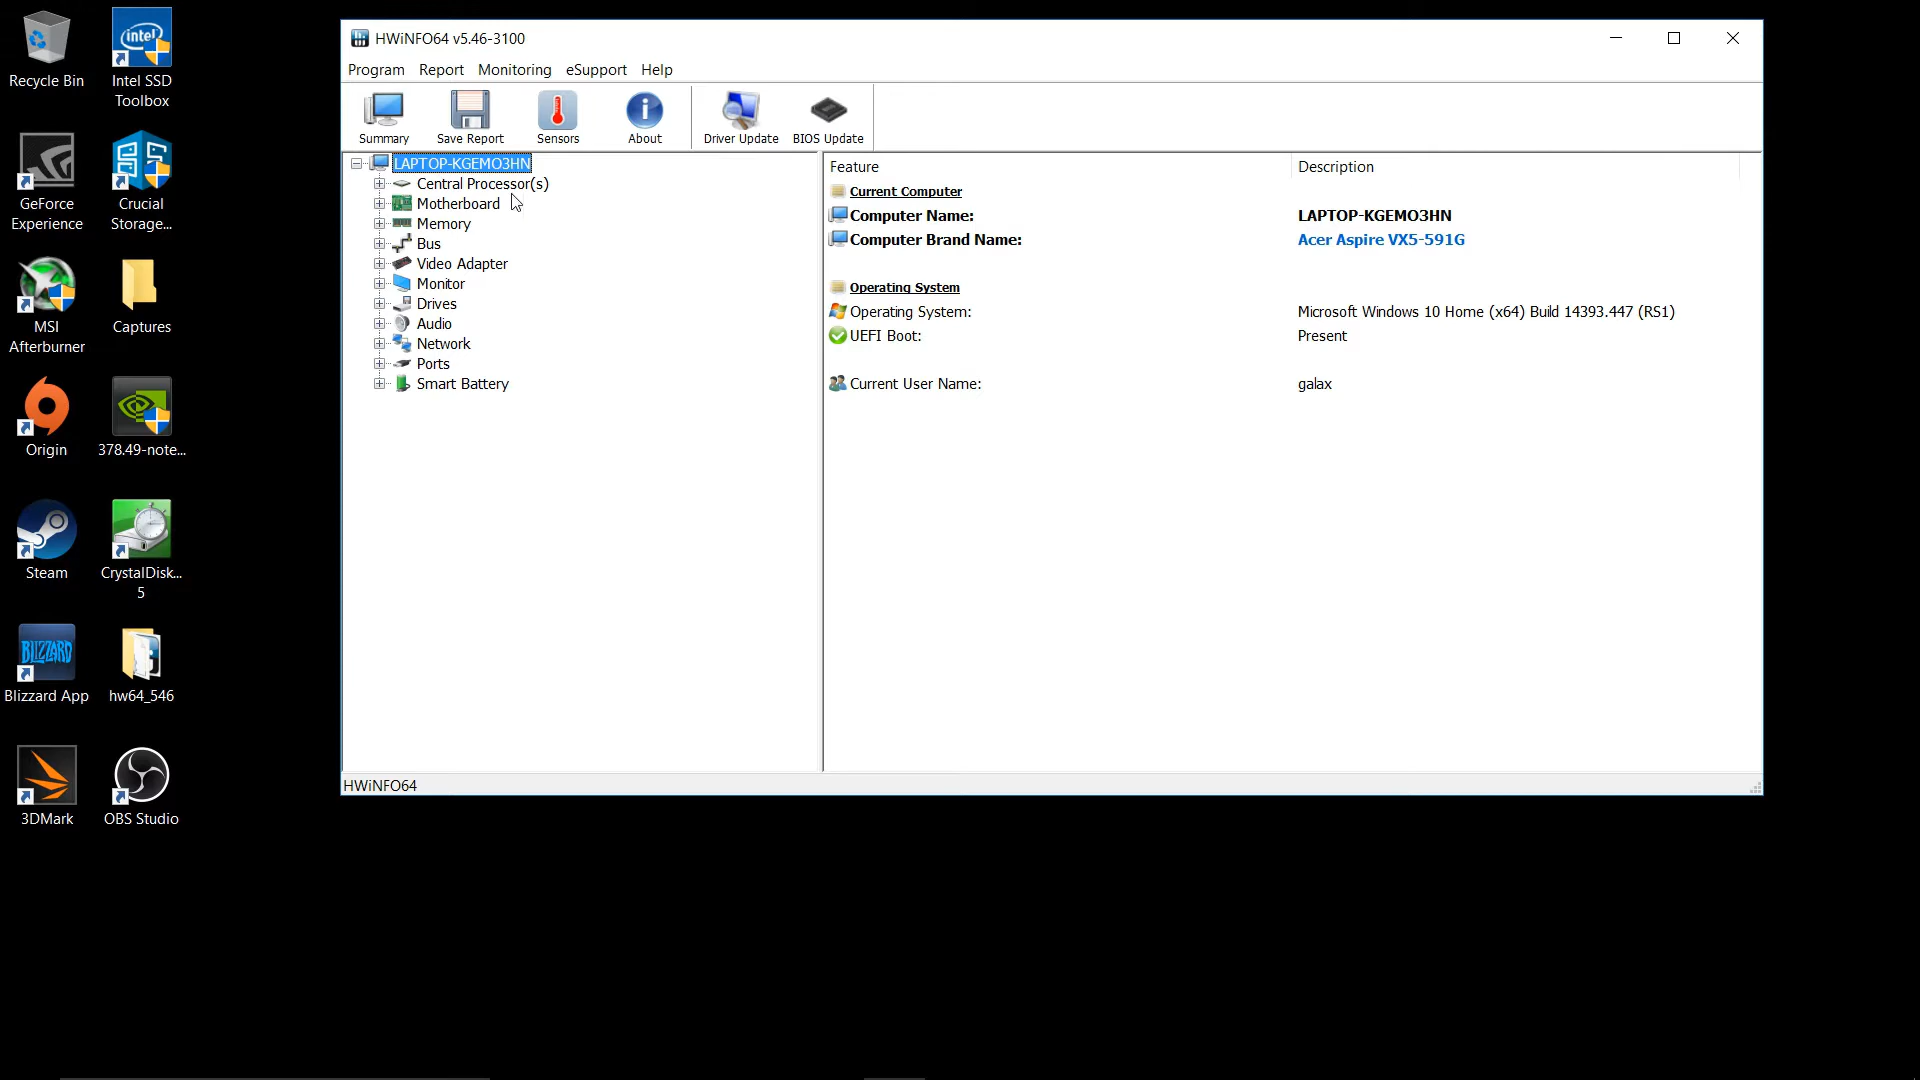 Recycle Bin
Intel SSD
Toolbox
GeForce
Experience
Crucial
Storage...
MSI
Afterburner
Captures
Origin
378.49-note...
Steam
CrystalDisk...
5
Blizzard App
hw64_546
3DMark
OBS Studio
intel
BLIZZARD
HWiNFO64 v5.46-3100
Program Report Monitoring eSupport Help
Summary Save Report Sensors About Driver Update BIOS Update
LAPTOP-KGEMO3HN
Central Processor(s)
Motherboard
Memory
Bus
Video Adapter
Monitor
Drives
Audio
Network
Ports
Smart Battery
Feature Description
Current Computer
Computer Name: LAPTOP-KGEMO3HN
Computer Brand Name: Acer Aspire VX5-591G
Operating System
Operating System: Microsoft Windows 10 Home (x64) Build 14393.447 (RS1)
UEFI Boot: Present
Current User Name: galax
HWiNFO64